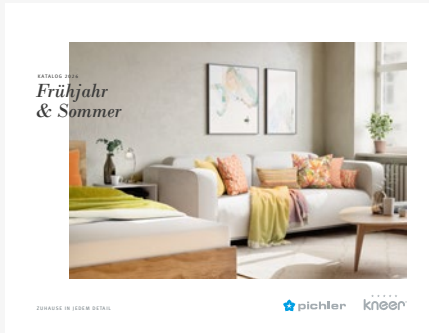 KATALOG 2026
Frühjahr
& Sommer
ZUHAUSE IN JEDEM DETAIL
pichler
kneer